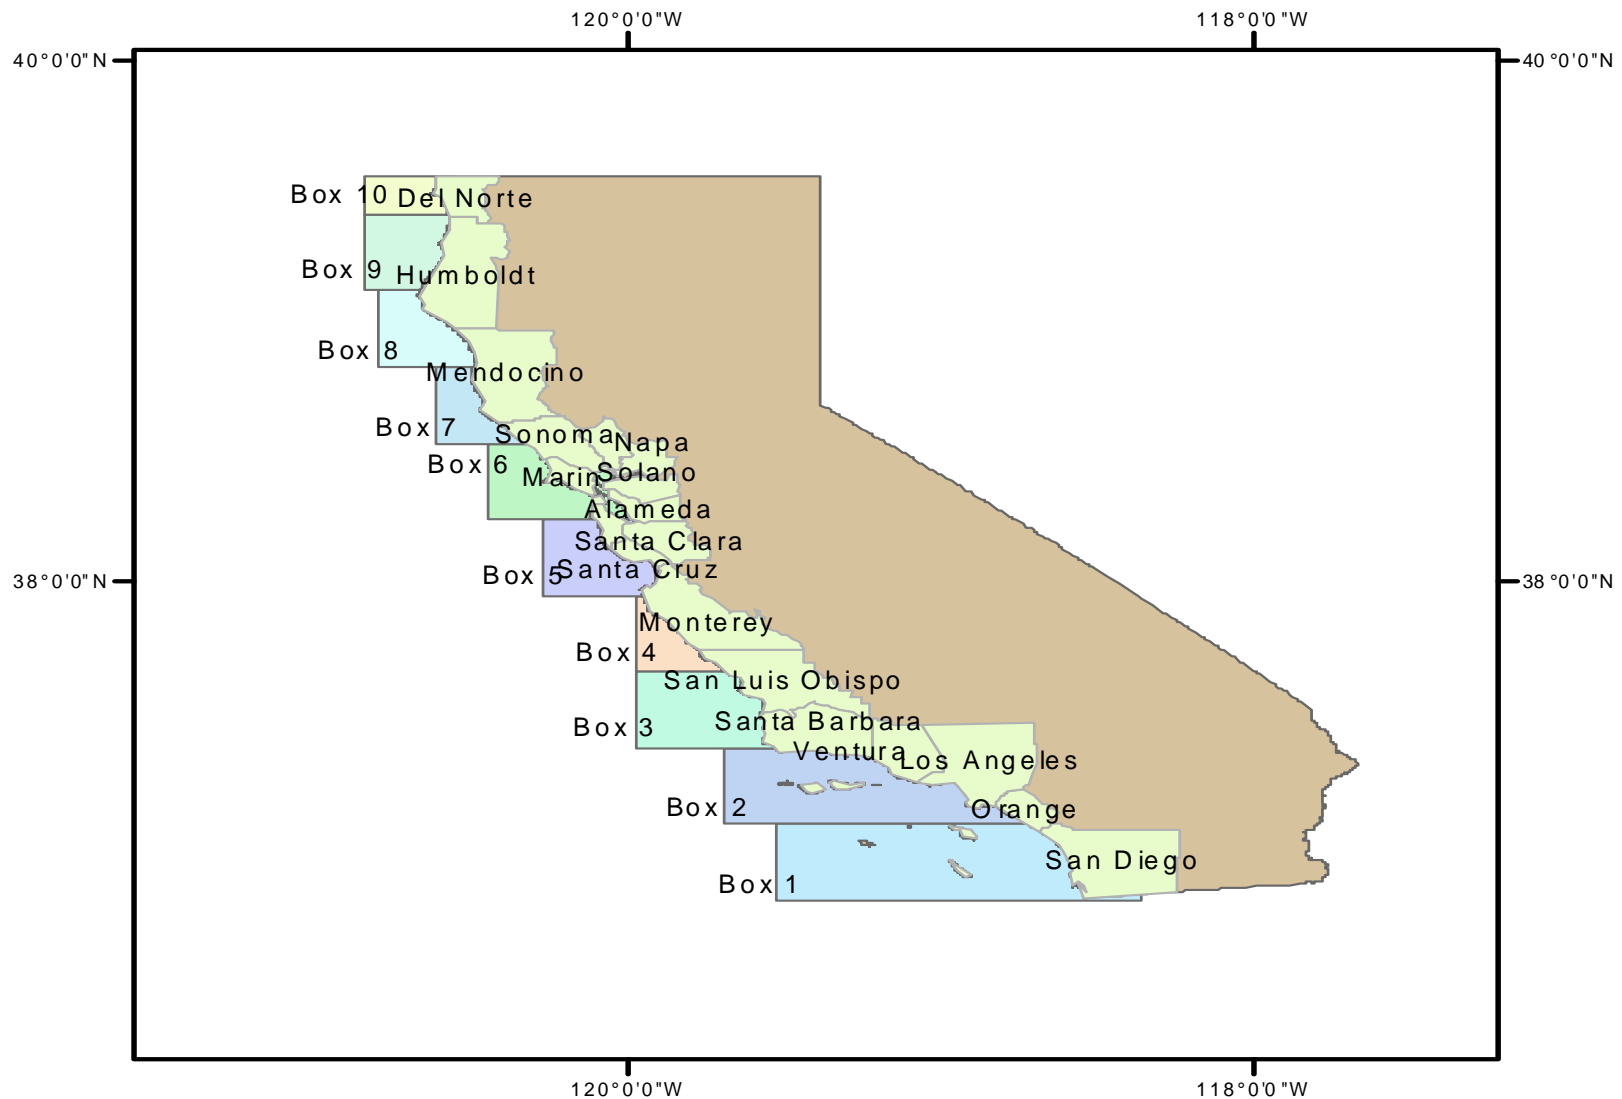 120°0'0"W 118°0'0"W
40°0'0"N 40°0'0"N
Box 10 Del Norte
Box 9 Humboldt
Box 8
Mendocino
Box 7 Sonoma Napa
Box 6 Marin Solano
Alameda
Santa Clara
Box 5 Santa Cruz
38°0'0"N 38°0'0"N
Monterey
Box 4
San Luis Obispo
Box 3 Santa Barbara
Ventura Los Angeles
Box 2 Orange
San Diego
Box 1
120°0'0"W 118°0'0"W